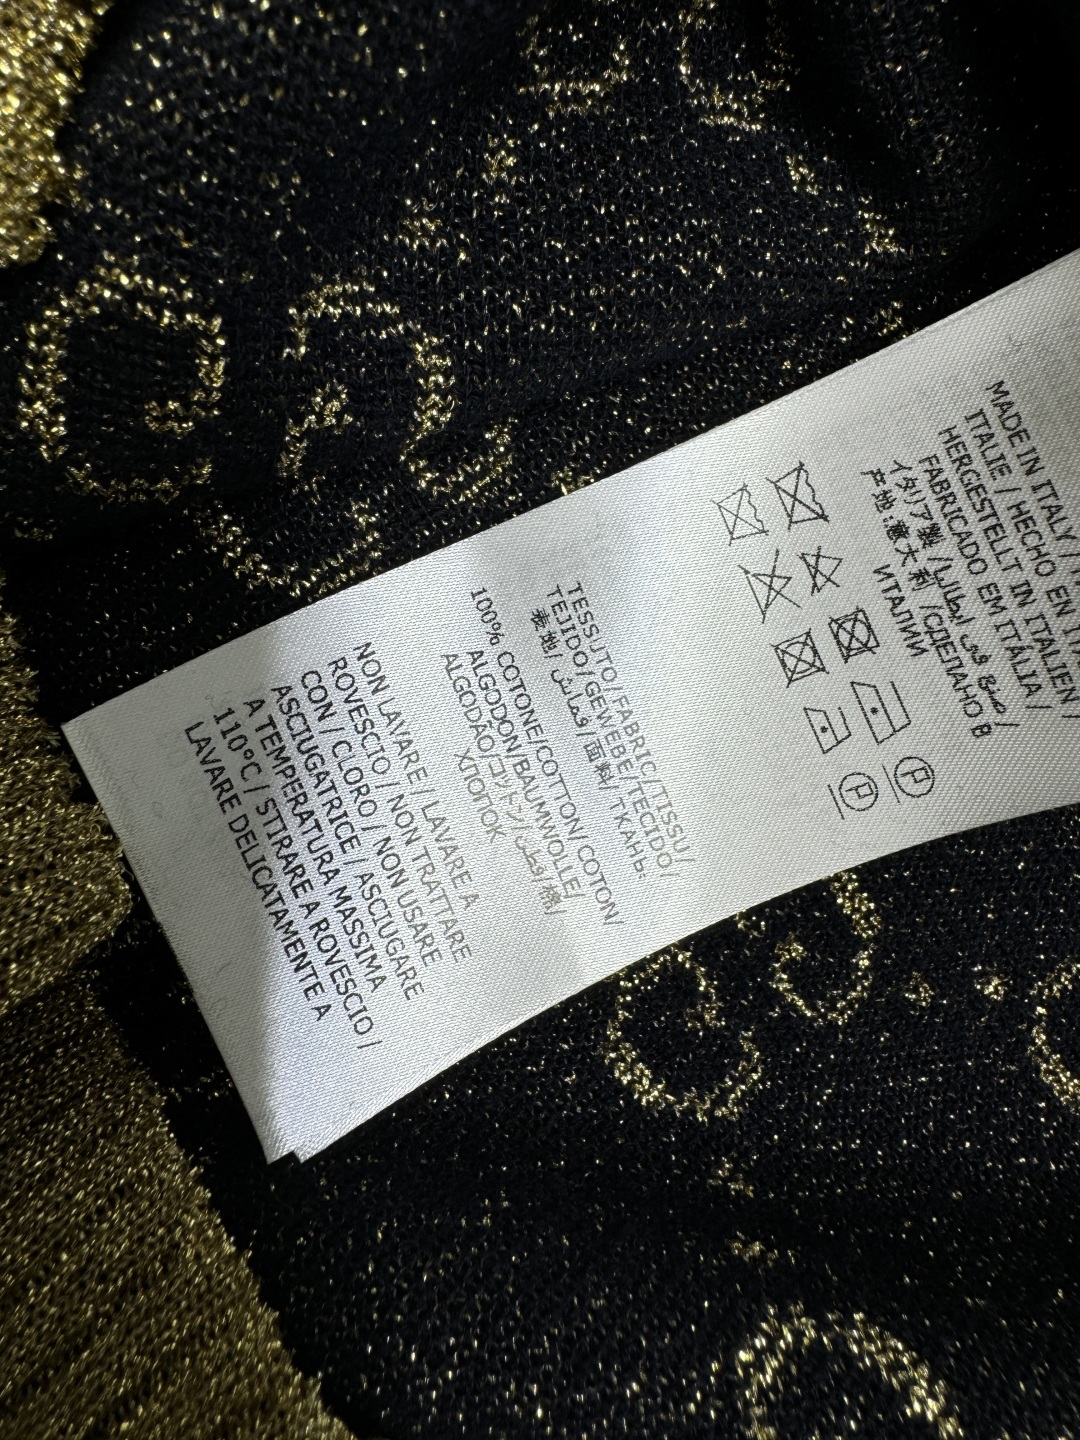 MADE IN ITALY /
ITALIE / HECHO EN
HERGESTELLT IN ITALIEN /
FABRICADO EM ITÁLIA /
イタリア製 / صنع في إيطاليا /
产地:意大利 /СДЕЛАНО В
ИТАЛИИ
P
P
TESSUTO/FABRIC/TISSU/
TEJIDO/GEWEBE/TECIDO/
表地/ قماش/ 面料/ ТКАНЬ:
100% COTONE/COTTON/COTON/
ALGODON/BAUMWOLLE/
ALGODÃO/コットン/قطن/棉/
ХЛОПОК
NON LAVARE / LAVARE A
ROVESCIO / NON TRATTARE
CON / CLORO / NON USARE
ASCIUGATRICE / ASCIUGARE
A TEMPERATURA MASSIMA
110°C / STIRARE A ROVESCIO /
LAVARE DELICATAMENTE A